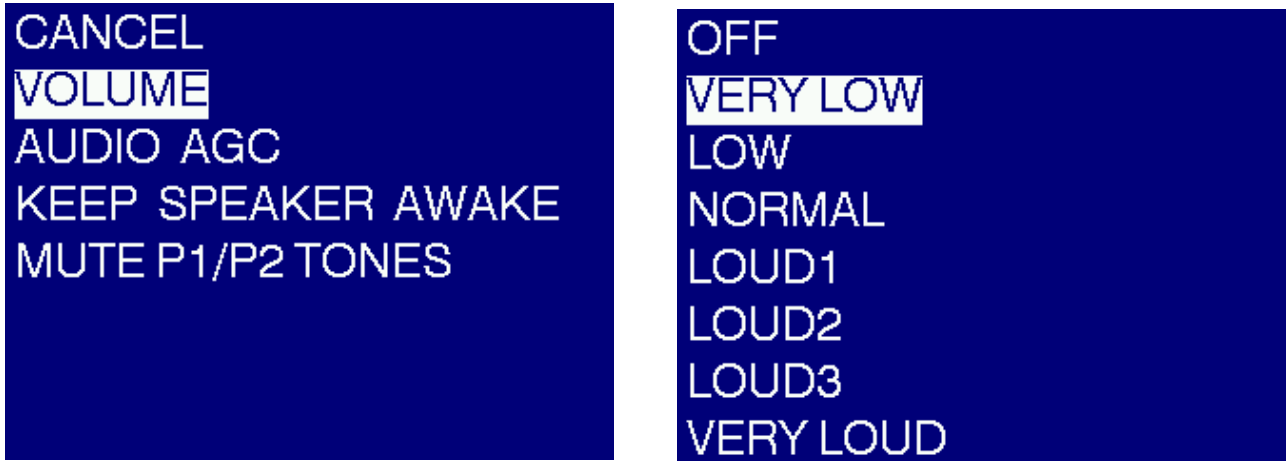 CANCEL
VOLUME
AUDIO AGC
KEEP SPEAKER AWAKE
MUTE P1/P2 TONES
OFF
VERY LOW
LOW
NORMAL
LOUD1
LOUD2
LOUD3
VERY LOUD